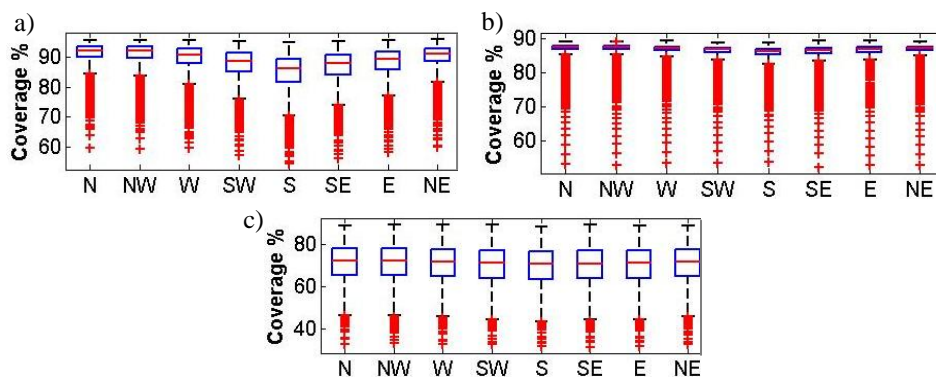 a)
Coverage %
90
80
70
60
N NW W SW S SE E NE
b)
Coverage %
90
80
70
60
N NW W SW S SE E NE
c)
Coverage %
80
60
40
N NW W SW S SE E NE